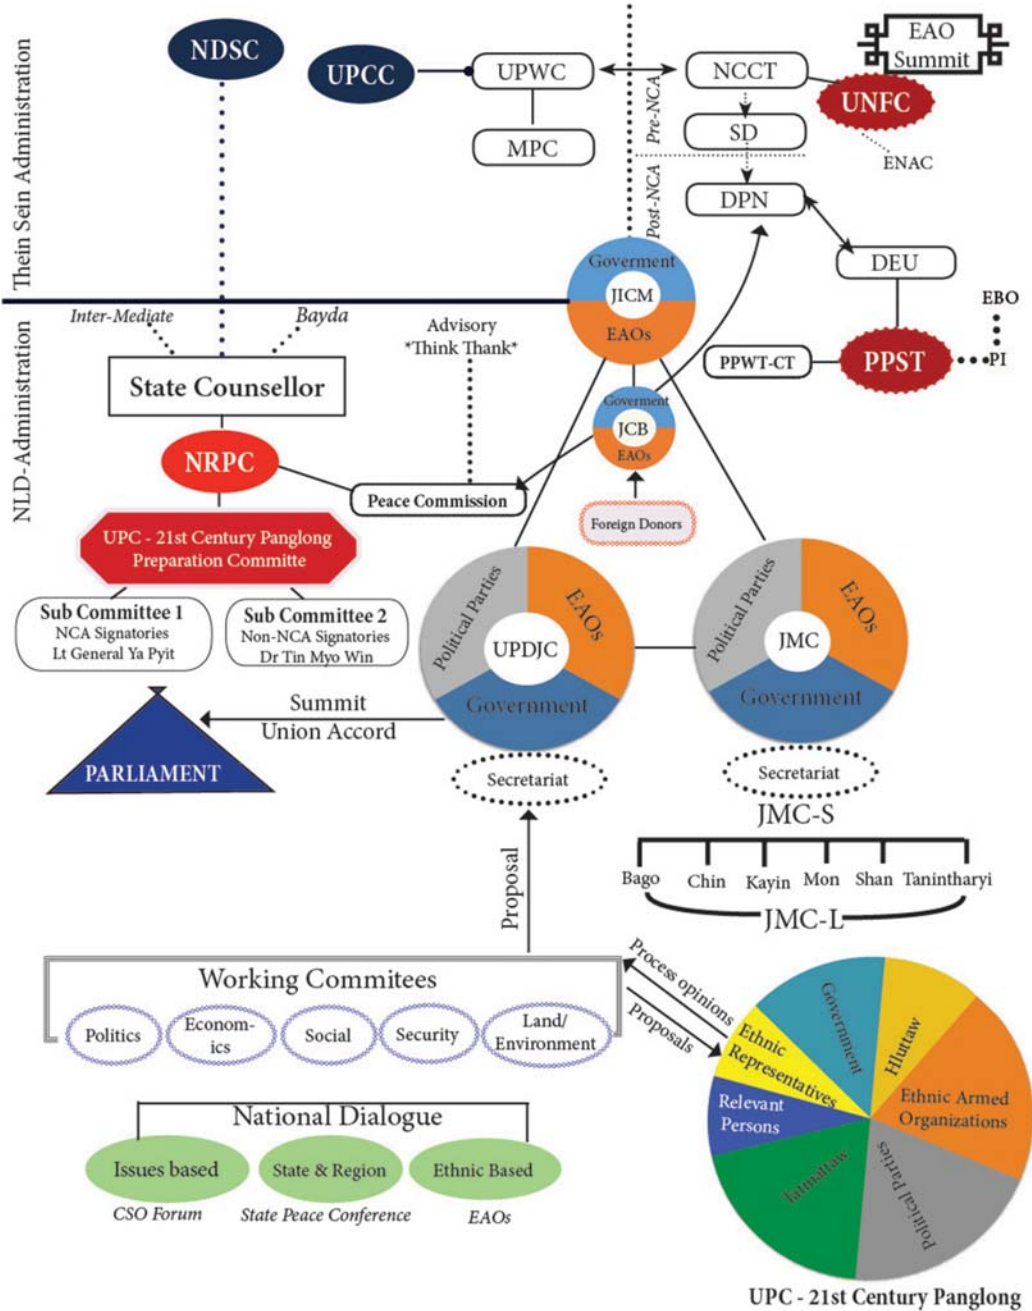 Thein Sein Administration
NDSC
UPCC
UPWC
MPC
Pre-NCA
Post-NCA
NCCT
SD
DPN
EAO
Summit
UNFC
ENAC
DEU
PPWT-CT
PPST
EBO
PI
Goverment
JICM
EAOs
NLD-Administration
Inter-Mediate
Bayda
State Counsellor
Advisory
*Think Thank*
Goverment
JCB
EAOs
NRPC
Peace Commission
Foreign Donors
UPC - 21st Century Panglong
Preparation Committe
Sub Committee 1
NCA Signatories
Lt General Ya Pyit
Sub Committee 2
Non-NCA Signatories
Dr Tin Myo Win
Political Parties
EAOs
UPDJC
Government
Political Parties
EAOs
JMC
Government
Summit
Union Accord
PARLIAMENT
Secretariat
Secretariat
JMC-S
Bago
Chin
Kayin
Mon
Shan
Tanintharyi
JMC-L
Proposal
Working Commitees
Politics
Econom-
ics
Social
Security
Land/
Environment
Process opinions
Proposals
National Dialogue
Issues based
State & Region
Ethnic Based
CSO Forum
State Peace Conference
EAOs
Government
Hluttaw
Ethnic
Representatives
Relevant
Persons
Ethnic Armed
Organizations
Tatmattaw
Political Parties
UPC - 21st Century Panglong